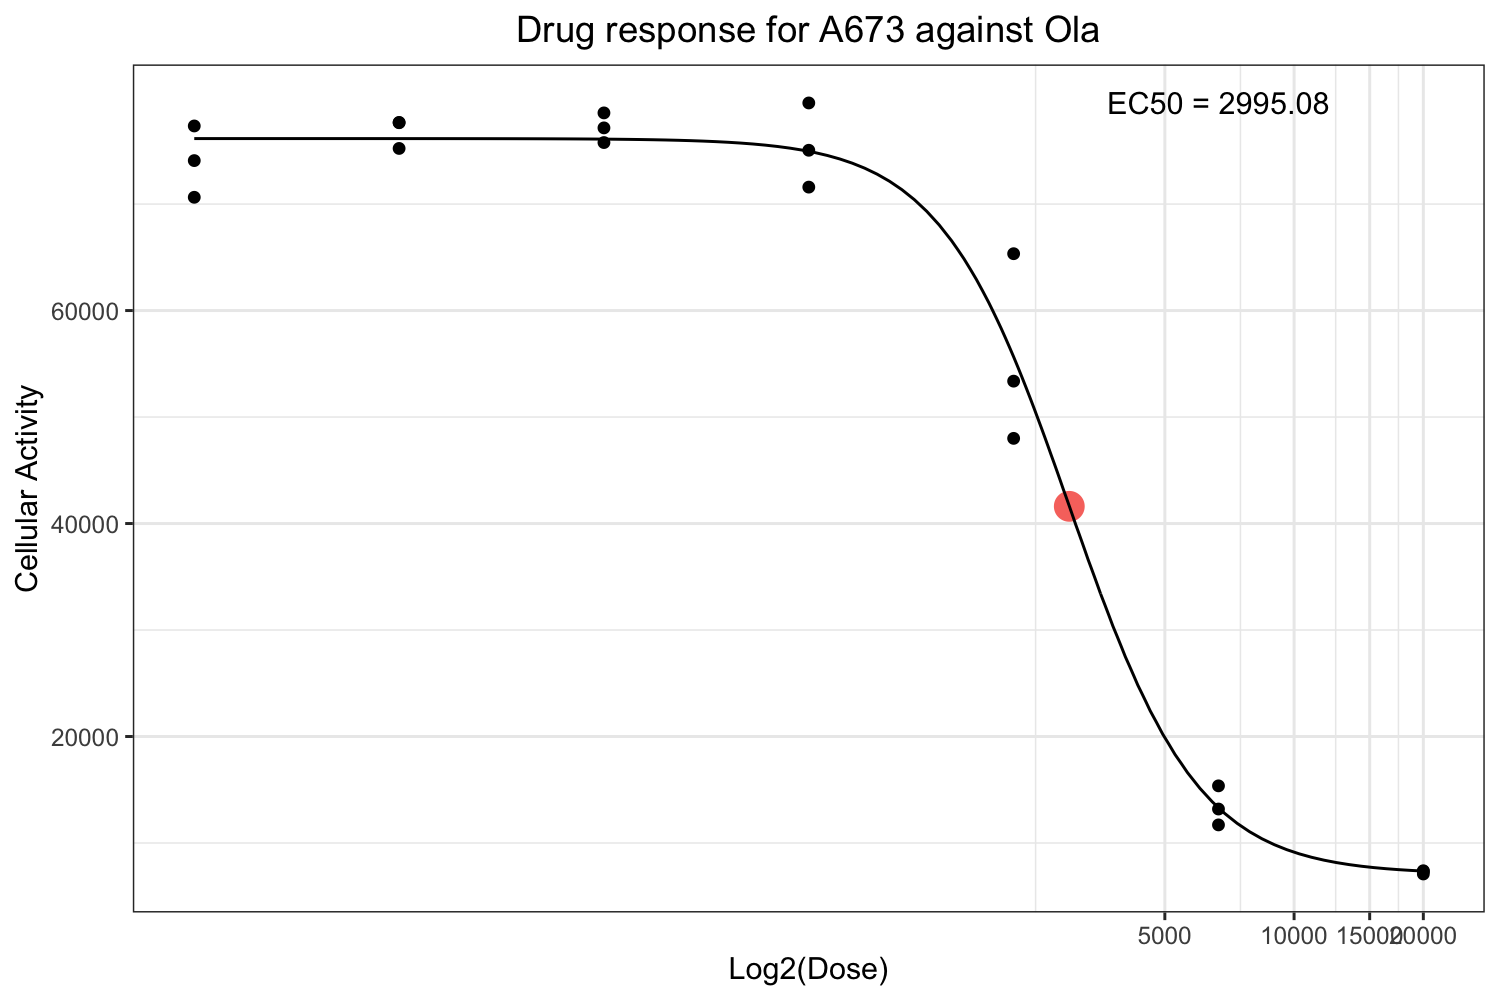 Drug response for A673 against Ola
EC50 = 2995.08
60000
40000
20000
Cellular Activity
5000 10000 15000 20000
Log2(Dose)